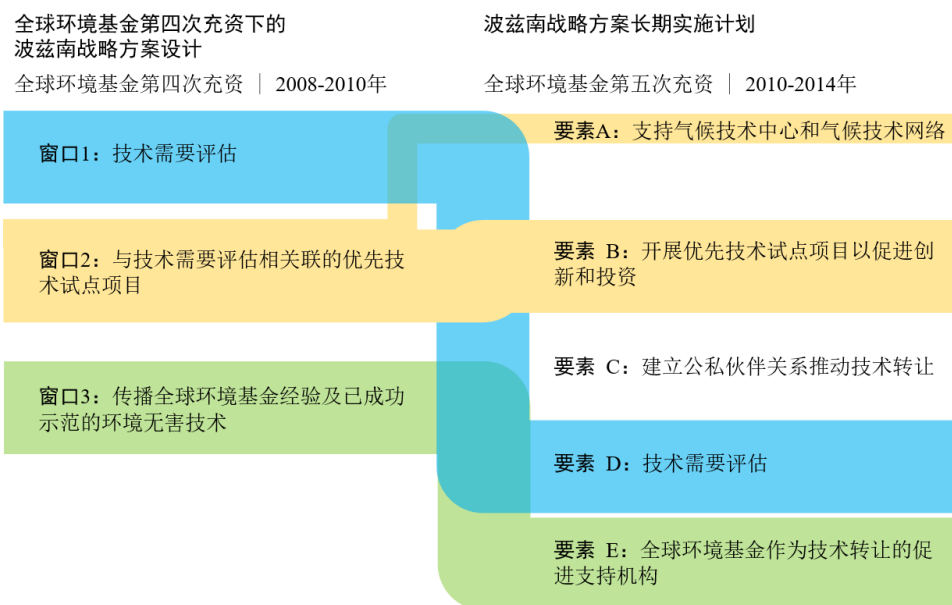 全球环境基金第四次充资下的
波兹南战略方案设计
全球环境基金第四次充资 | 2008-2010年
窗口1：技术需要评估
窗口2：与技术需要评估相关联的优先技
术试点项目
窗口3：传播全球环境基金经验及已成功
示范的环境无害技术
波兹南战略方案长期实施计划
全球环境基金第五次充资 | 2010-2014年
要素A：支持气候技术中心和气候技术网络
要素 B：开展优先技术试点项目以促进创
新和投资
要素 C：建立公私伙伴关系推动技术转让
要素 D：技术需要评估
要素 E：全球环境基金作为技术转让的促
进支持机构